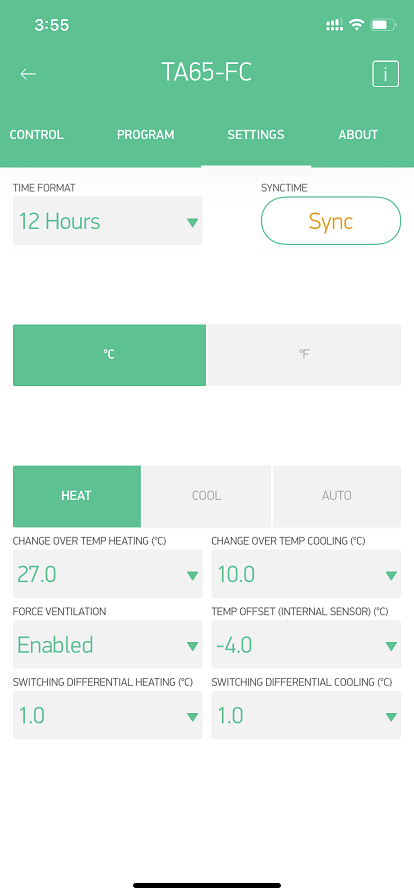 3:55
TA65-FC
i
CONTROL PROGRAM SETTINGS ABOUT
TIME FORMAT SYNCTIME
12 Hours Sync
°C °F
HEAT COOL AUTO
CHANGE OVER TEMP HEATING (°C) CHANGE OVER TEMP COOLING (°C)
27.0 10.0
FORCE VENTILATION TEMP OFFSET (INTERNAL SENSOR) (°C)
Enabled -4.0
SWITCHING DIFFERENTIAL HEATING (°C) SWITCHING DIFFERENTIAL COOLING (°C)
1.0 1.0